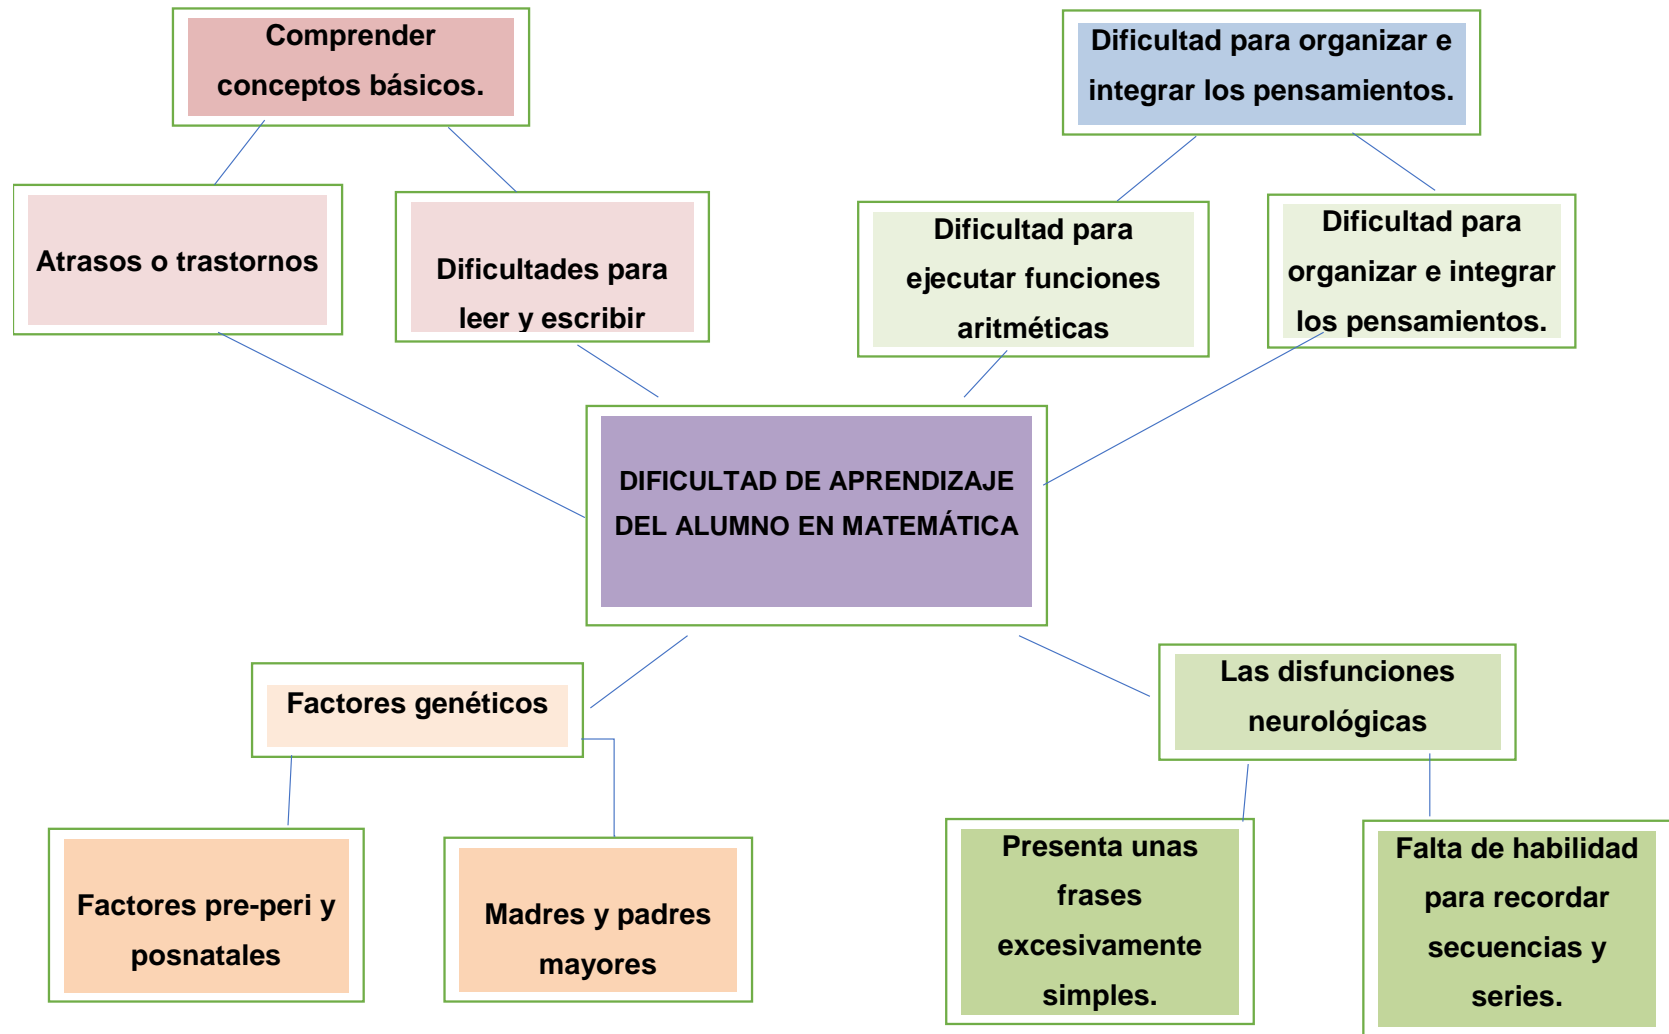 Comprender
conceptos básicos.
Dificultad para organizar e
integrar los pensamientos.
Atrasos o trastornos
Dificultades para
leer y escribir
Dificultad para
ejecutar funciones
aritméticas
Dificultad para
organizar e integrar
los pensamientos.
DIFICULTAD DE APRENDIZAJE
DEL ALUMNO EN MATEMÁTICA
Factores genéticos
Las disfunciones
neurológicas
Factores pre-peri y
posnatales
Madres y padres
mayores
Presenta unas
frases
excesivamente
simples.
Falta de habilidad
para recordar
secuencias y
series.